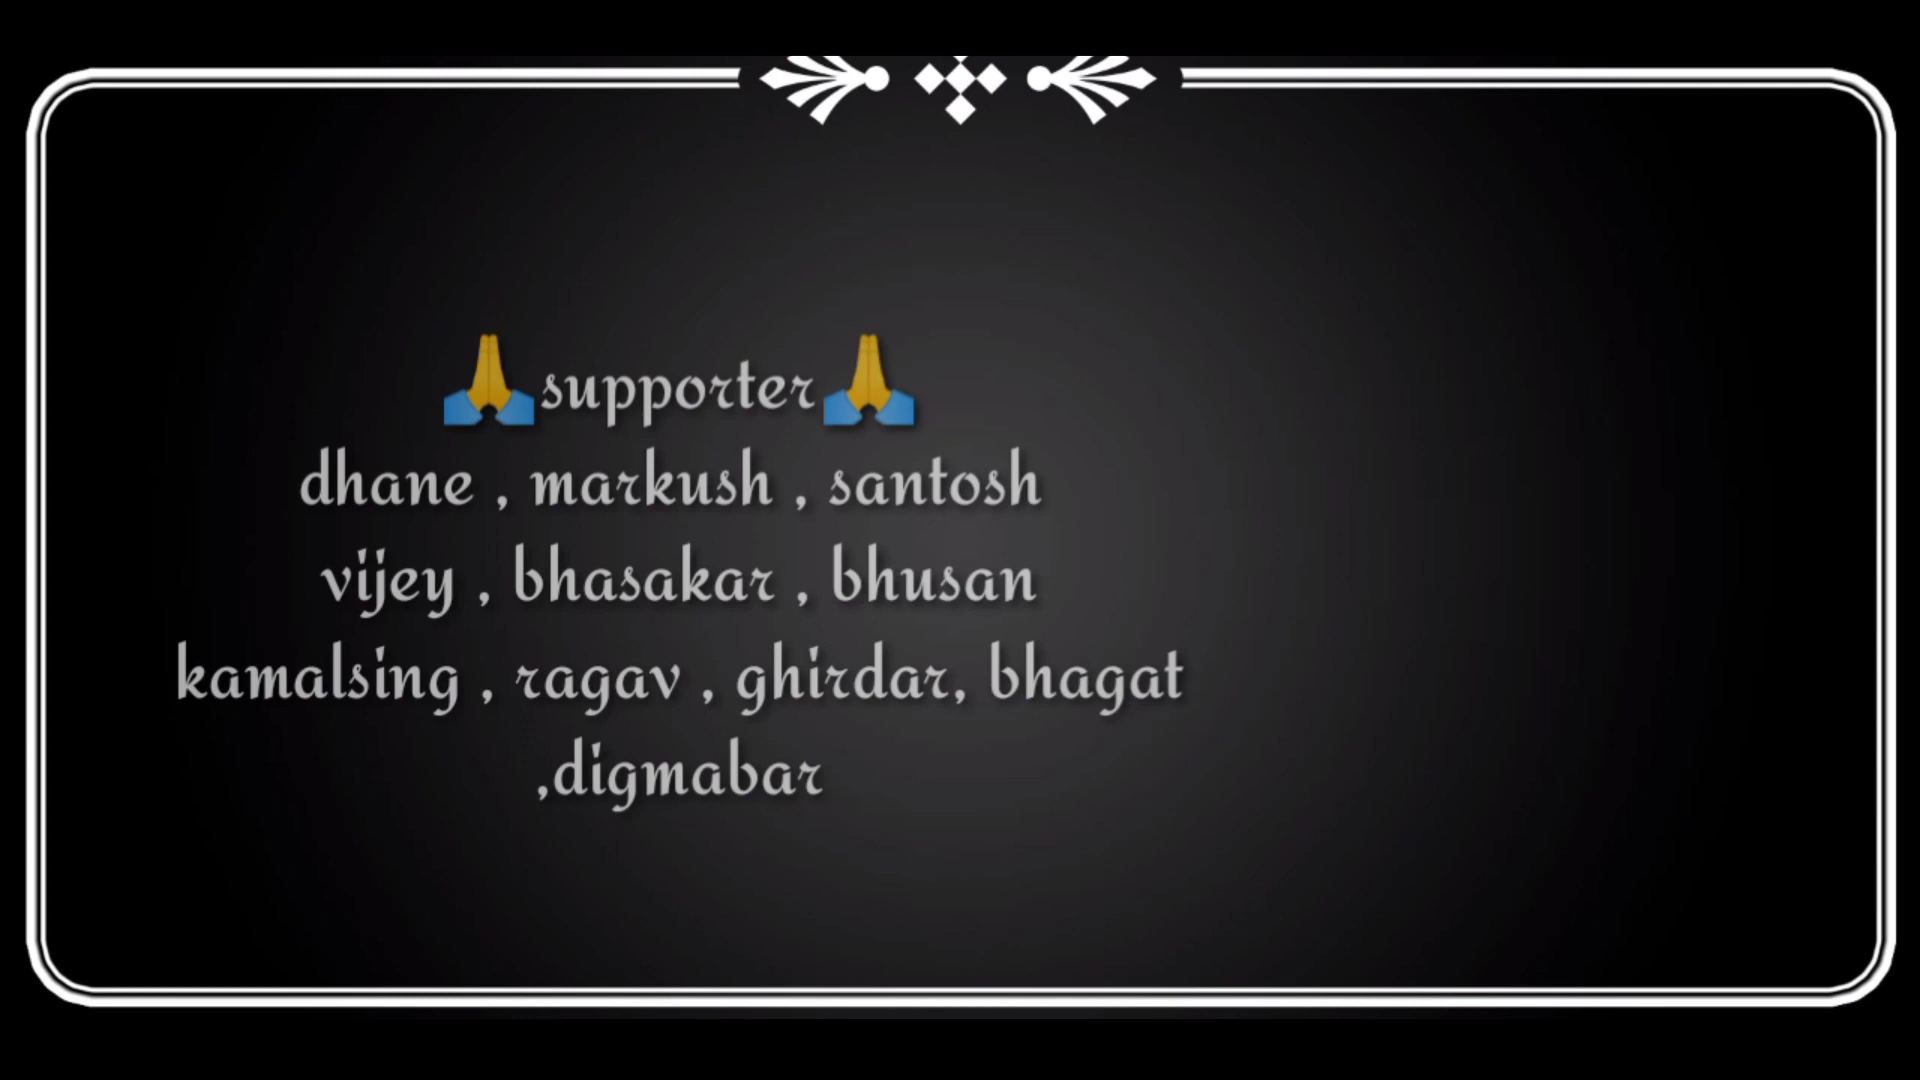 🙏supporter🙏
dhane , markush , santosh
vijey , bhasakar , bhusan
kamalsing , ragav , ghirdar, bhagat
,digmabar